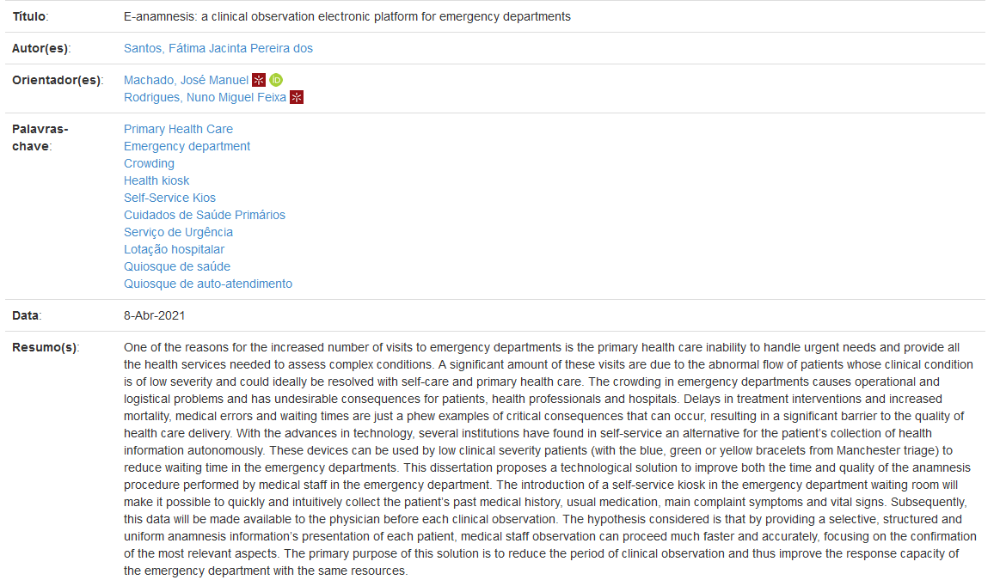 Título: E-anamnesis: a clinical observation electronic platform for emergency departments
Autor(es): Santos, Fátima Jacinta Pereira dos
Orientador(es): Machado, José Manuel iD
Rodrigues, Nuno Miguel Feixa
Palavras-chave: Primary Health Care
Emergency department
Crowding
Health kiosk
Self-Service Kios
Cuidados de Saúde Primários
Serviço de Urgência
Lotação hospitalar
Quiosque de saúde
Quiosque de auto-atendimento
Data: 8-Abr-2021
Resumo(s): One of the reasons for the increased number of visits to emergency departments is the primary health care inability to handle urgent needs and provide all
the health services needed to assess complex conditions. A significant amount of these visits are due to the abnormal flow of patients whose clinical condition
is of low severity and could ideally be resolved with self-care and primary health care. The crowding in emergency departments causes operational and
logistical problems and has undesirable consequences for patients, health professionals and hospitals. Delays in treatment interventions and increased
mortality, medical errors and waiting times are just a phew examples of critical consequences that can occur, resulting in a significant barrier to the quality of
health care delivery. With the advances in technology, several institutions have found in self-service an alternative for the patient's collection of health
information autonomously. These devices can be used by low clinical severity patients (with the blue, green or yellow bracelets from Manchester triage) to
reduce waiting time in the emergency departments. This dissertation proposes a technological solution to improve both the time and quality of the anamnesis
procedure performed by medical staff in the emergency department. The introduction of a self-service kiosk in the emergency department waiting room will
make it possible to quickly and intuitively collect the patient's past medical history, usual medication, main complaint symptoms and vital signs. Subsequently,
this data will be made available to the physician before each clinical observation. The hypothesis considered is that by providing a selective, structured and
uniform anamnesis information's presentation of each patient, medical staff observation can proceed much faster and accurately, focusing on the confirmation
of the most relevant aspects. The primary purpose of this solution is to reduce the period of clinical observation and thus improve the response capacity of
the emergency department with the same resources.